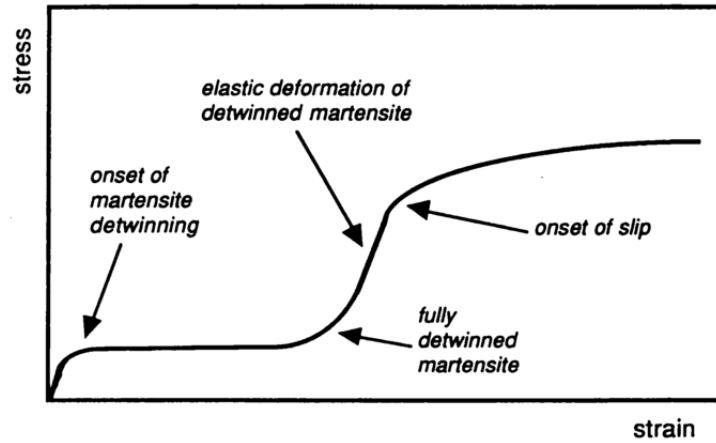 stress
elastic deformation of
detwinned martensite
onset of
martensite
detwinning
onset of slip
fully
detwinned
martensite
strain